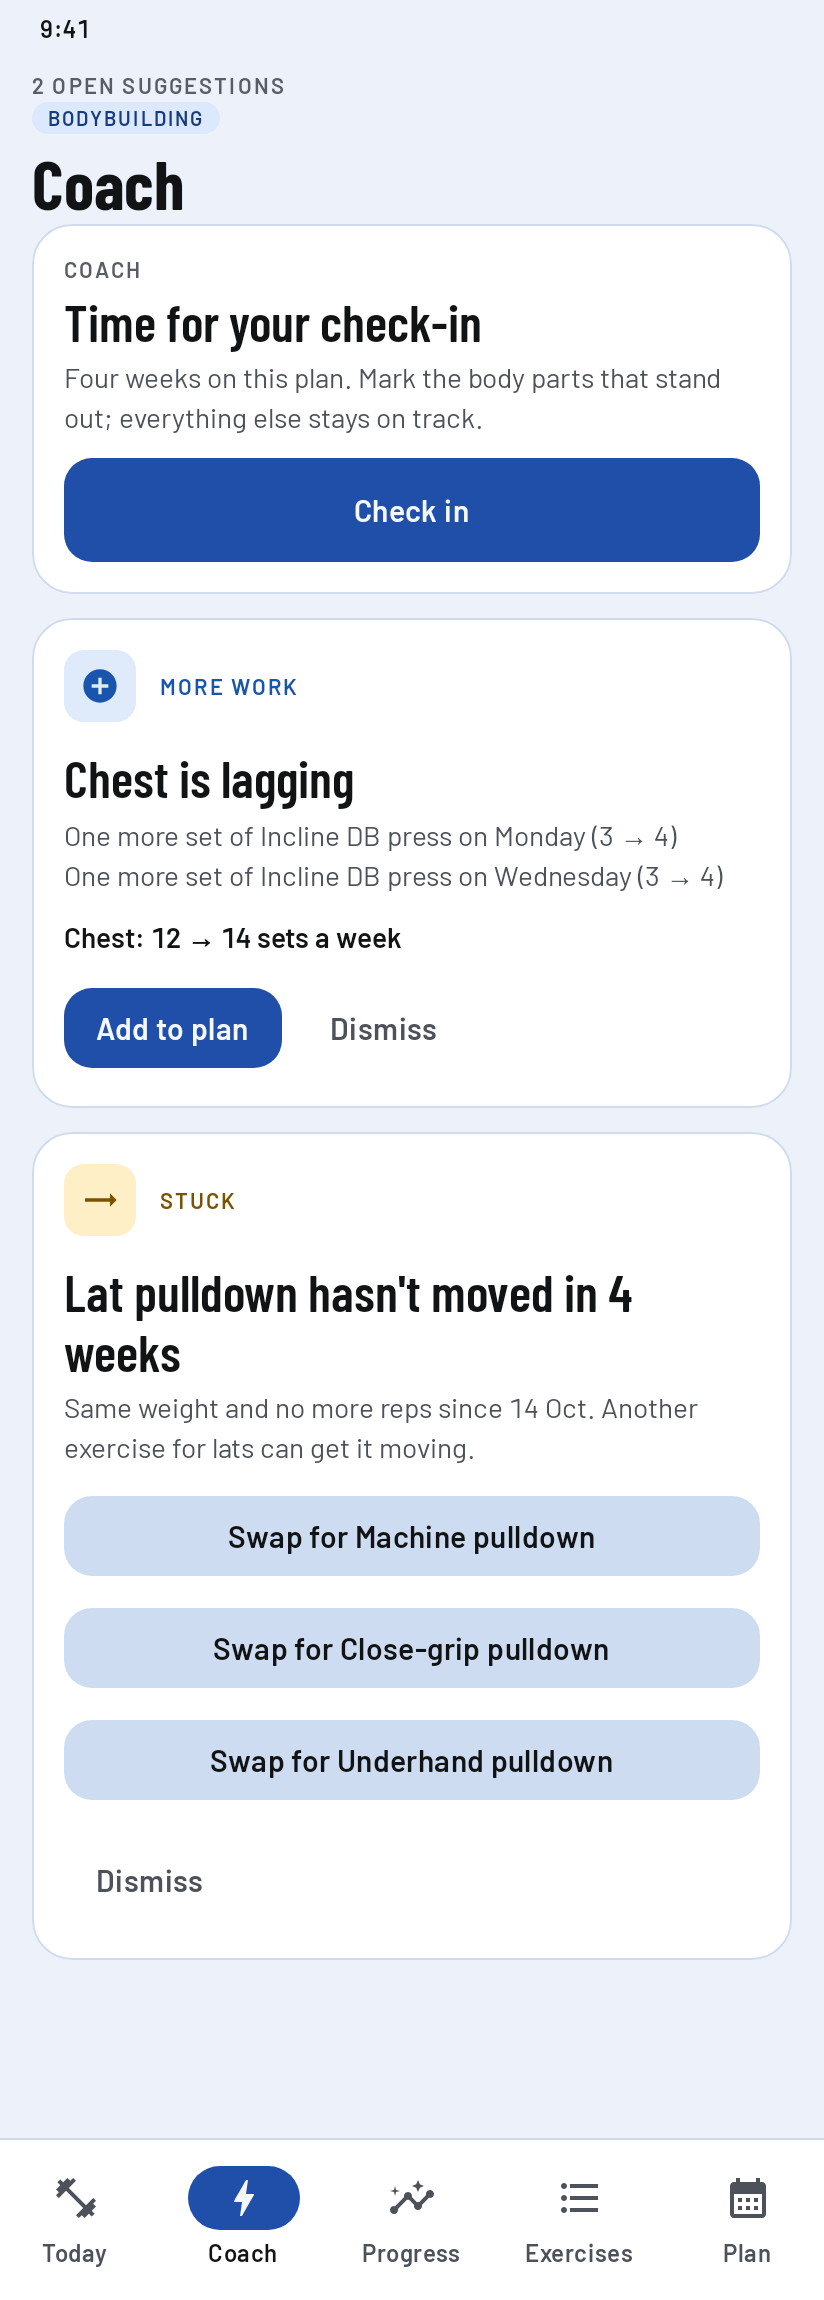 9:41
2 OPEN SUGGESTIONS
BODYBUILDING
Coach
COACH
Time for your check-in
Four weeks on this plan. Mark the body parts that stand
out; everything else stays on track.
Check in
MORE WORK
Chest is lagging
One more set of Incline DB press on Monday (3 → 4)
One more set of Incline DB press on Wednesday (3 → 4)
Chest: 12 → 14 sets a week
Add to plan
Dismiss
STUCK
Lat pulldown hasn't moved in 4
weeks
Same weight and no more reps since 14 Oct. Another
exercise for lats can get it moving.
Swap for Machine pulldown
Swap for Close-grip pulldown
Swap for Underhand pulldown
Dismiss
Today
Coach
Progress
Exercises
Plan